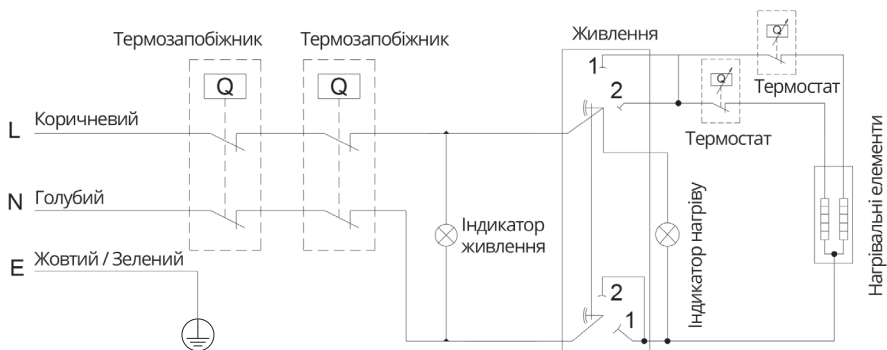 Термозапобіжник
Термозапобіжник
Живлення
Q
Q
1
2
Q
Q
Термостат
Термостат
L
Коричневий
N
Голубий
E
Жовтий / Зелений
Індикатор
живлення
Індикатор нагріву
2
1
Нагрівальні елементи